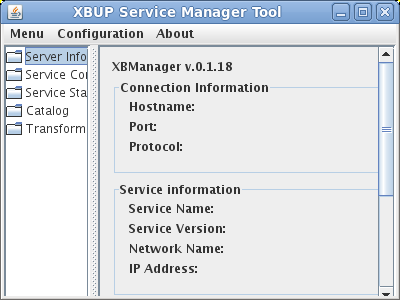 XBUP Service Manager Tool
Menu Configuration About
Server Info
Service Con
Service Sta
Catalog
Transform
XBManager v.0.1.18
Connection Information
Hostname:
Port:
Protocol:
Service information
Service Name:
Service Version:
Network Name:
IP Address: